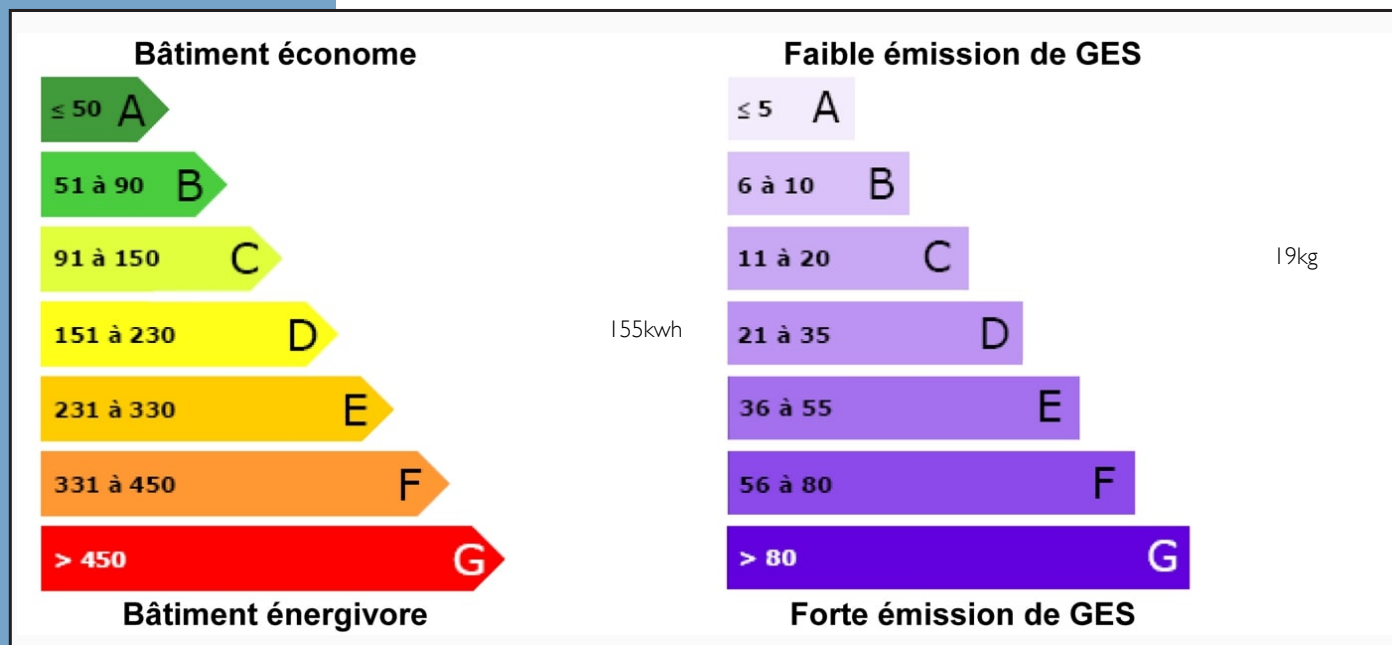 Bâtiment économe
≤ 50 A
51 à 90 B
91 à 150 C
151 à 230 D
155kwh
231 à 330 E
331 à 450 F
> 450 G
Bâtiment énergivore
Faible émission de GES
≤ 5 A
6 à 10 B
11 à 20 C
19kg
21 à 35 D
36 à 55 E
56 à 80 F
> 80 G
Forte émission de GES